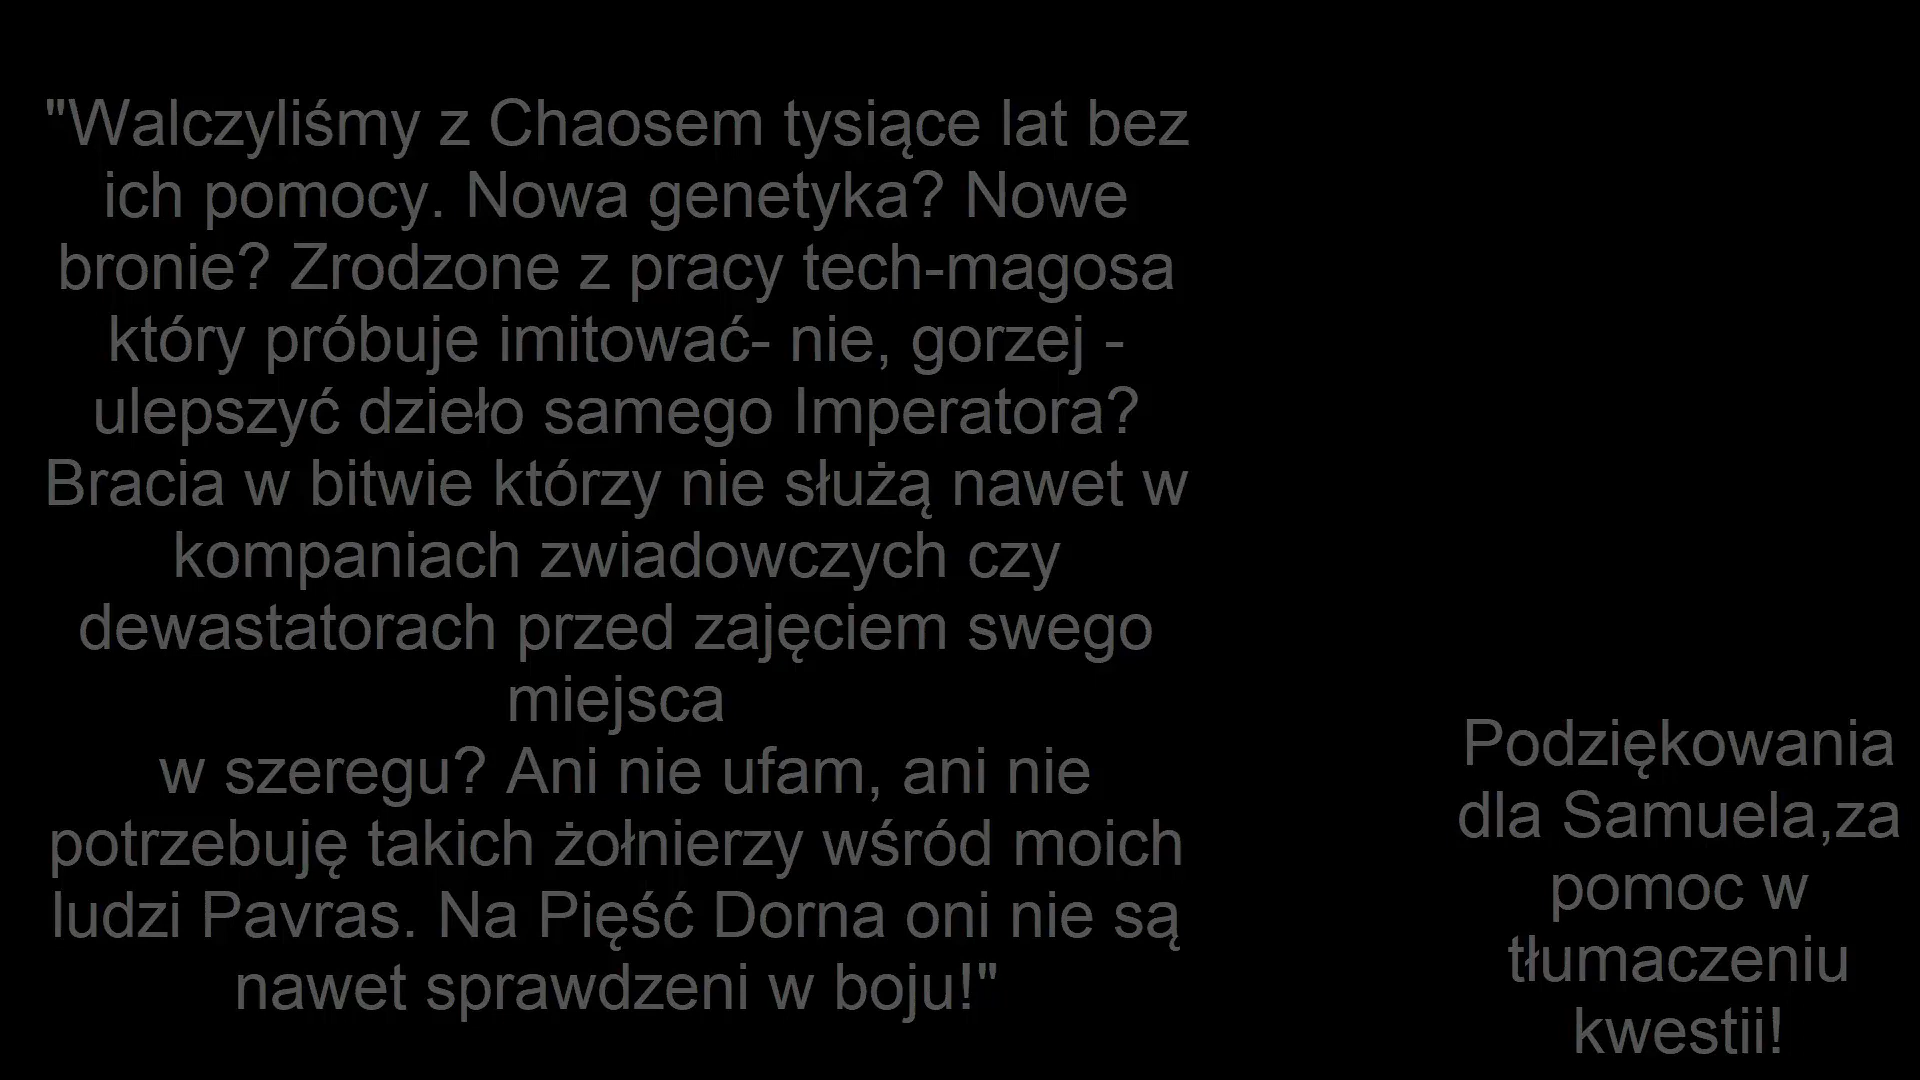 "Walczyliśmy z Chaosem tysiące lat bez
ich pomocy. Nowa genetyka? Nowe
bronie? Zrodzone z pracy tech-magosa
który próbuje imitować- nie, gorzej -
ulepszyć dzieło samego Imperatora?
Bracia w bitwie którzy nie służą nawet w
kompaniach zwiadowczych czy
dewastatorach przed zajęciem swego
miejsca
w szeregu? Ani nie ufam, ani nie
potrzebuję takich żołnierzy wśród moich
ludzi Pavras. Na Pięść Dorna oni nie są
nawet sprawdzeni w boju!"
Podziękowania
dla Samuela,za
pomoc w
tłumaczeniu
kwestii!